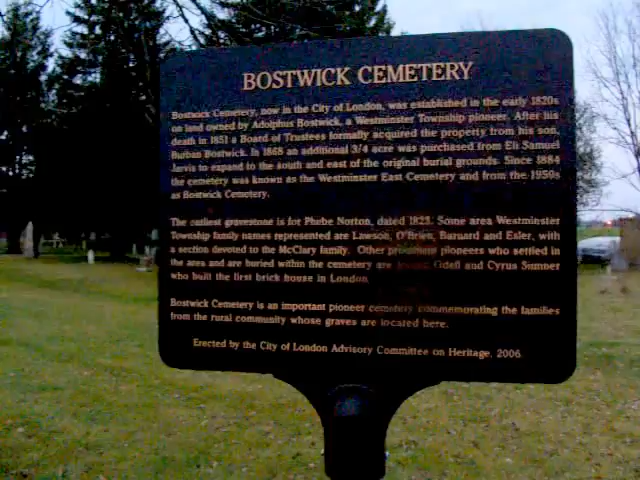 BOSTWICK CEMETERY
Bostwick Cemetery, now in the City of London, was established in the early 1820s
on land owned by Adolphus Bostwick, a Westminster Township pioneer. After his
death in 1851 a Board of Trustees formally acquired the property from his son,
Burban Bostwick. In 1868 an additional 3/4 acre was purchased from Eli Samuel
Jarvis to expand to the south and east of the original burial grounds. Since 1884
the cemetery was known as the Westminster East Cemetery and from the 1950s
as Bostwick Cemetery.
The earliest gravestone is for Phebe Norton, dated 1823. Some area Westminster
Township family names represented are Lawson, O'Brien, Barnard and Esler, with
a section devoted to the McClary family. Other prominent pioneers who settled in
the area and are buried within the cemetery are Odell and Cyrus Sumner
who built the first brick house in London.
Bostwick Cemetery is an important pioneer cemetery commemorating the families
from the rural community whose graves are located here.
Erected by the City of London Advisory Committee on Heritage, 2006